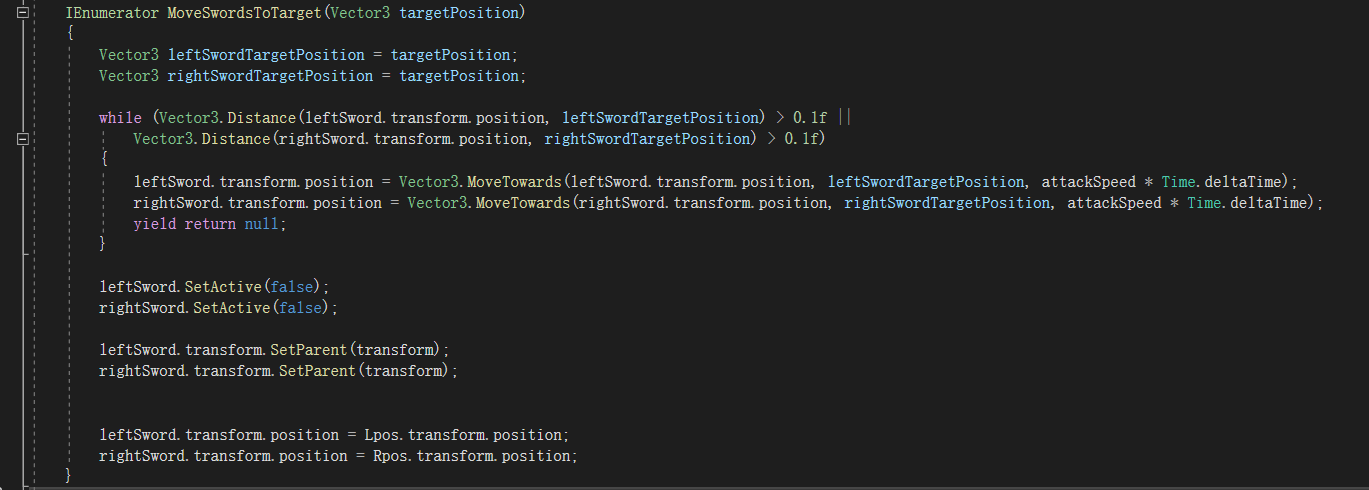 IEnumerator MoveSwordsToTarget(Vector3 targetPosition)
{
Vector3 leftSwordTargetPosition = targetPosition;
Vector3 rightSwordTargetPosition = targetPosition;
while (Vector3.Distance(leftSword.transform.position, leftSwordTargetPosition) > 0.1f ||
Vector3.Distance(rightSword.transform.position, rightSwordTargetPosition) > 0.1f)
{
leftSword.transform.position = Vector3.MoveTowards(leftSword.transform.position, leftSwordTargetPosition, attackSpeed * Time.deltaTime);
rightSword.transform.position = Vector3.MoveTowards(rightSword.transform.position, rightSwordTargetPosition, attackSpeed * Time.deltaTime);
yield return null;
}
leftSword.SetActive(false);
rightSword.SetActive(false);
leftSword.transform.SetParent(transform);
rightSword.transform.SetParent(transform);
leftSword.transform.position = Lpos.transform.position;
rightSword.transform.position = Rpos.transform.position;
}